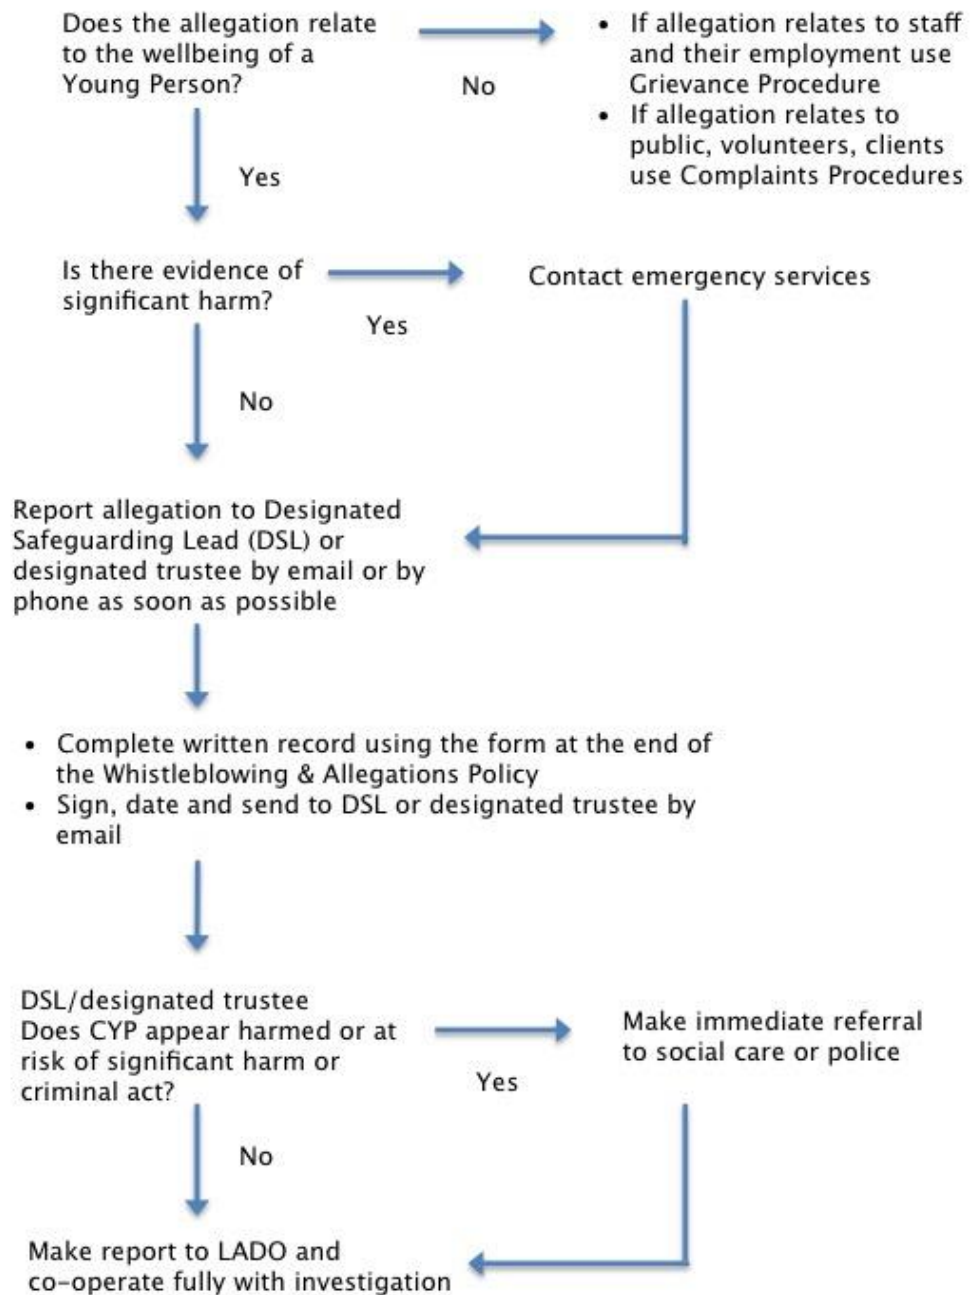 Does the allegation relate
to the wellbeing of a
Young Person?
No
• If allegation relates to staff
and their employment use
Grievance Procedure
• If allegation relates to
public, volunteers, clients
use Complaints Procedures
Yes
Is there evidence of
significant harm?
Yes
Contact emergency services
No
Report allegation to Designated
Safeguarding Lead (DSL) or
designated trustee by email or by
phone as soon as possible
• Complete written record using the form at the end of
the Whistleblowing & Allegations Policy
• Sign, date and send to DSL or designated trustee by
email
DSL/designated trustee
Does CYP appear harmed or at
risk of significant harm or
criminal act?
Yes
Make immediate referral
to social care or police
No
Make report to LADO and
co-operate fully with investigation